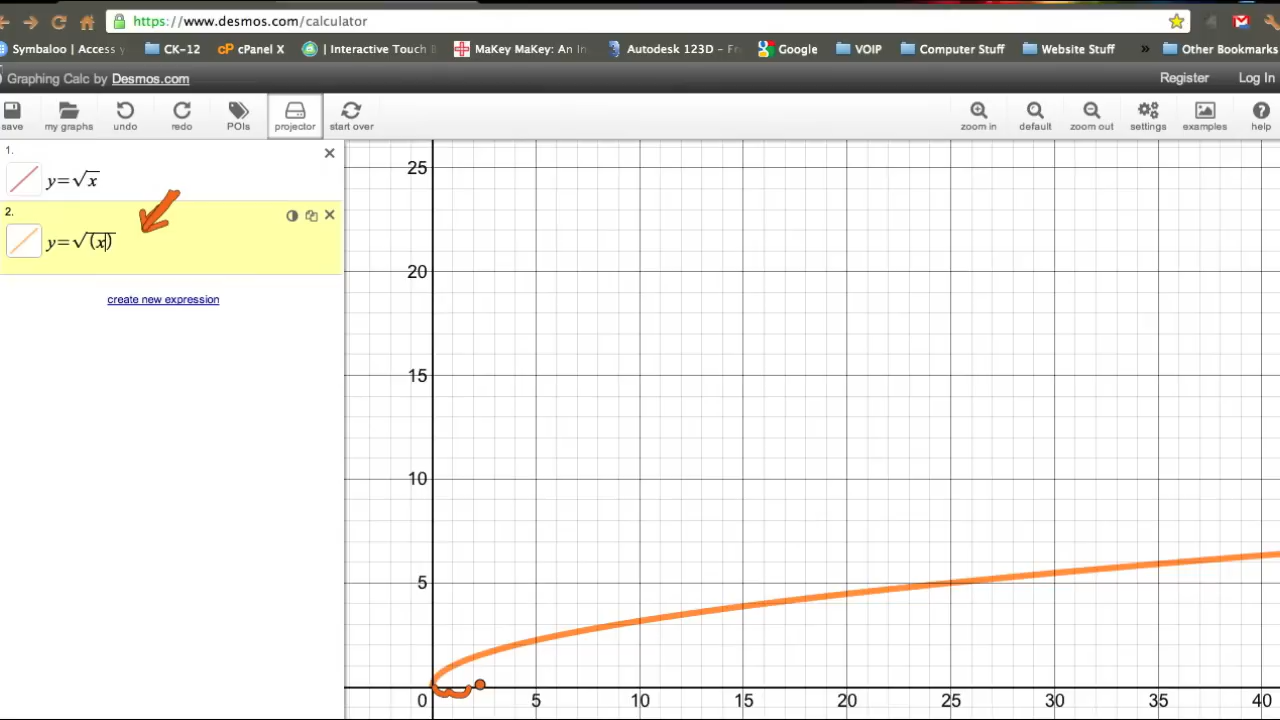 https://www.desmos.com/calculator
Symbaloo | Access CK-12 cPanel X | Interactive Touch MaKey MaKey: An In Autodesk 123D - Fr Google VOIP Computer Stuff Website Stuff » Other Bookmarks
Graphing Calc by Desmos.com Register Log In
save my graphs undo redo POIs projector start over zoom in default zoom out settings examples help
1.
y=√x
2.
y=√(x)
create new expression
25
20
15
10
5
0 5 10 15 20 25 30 35 40